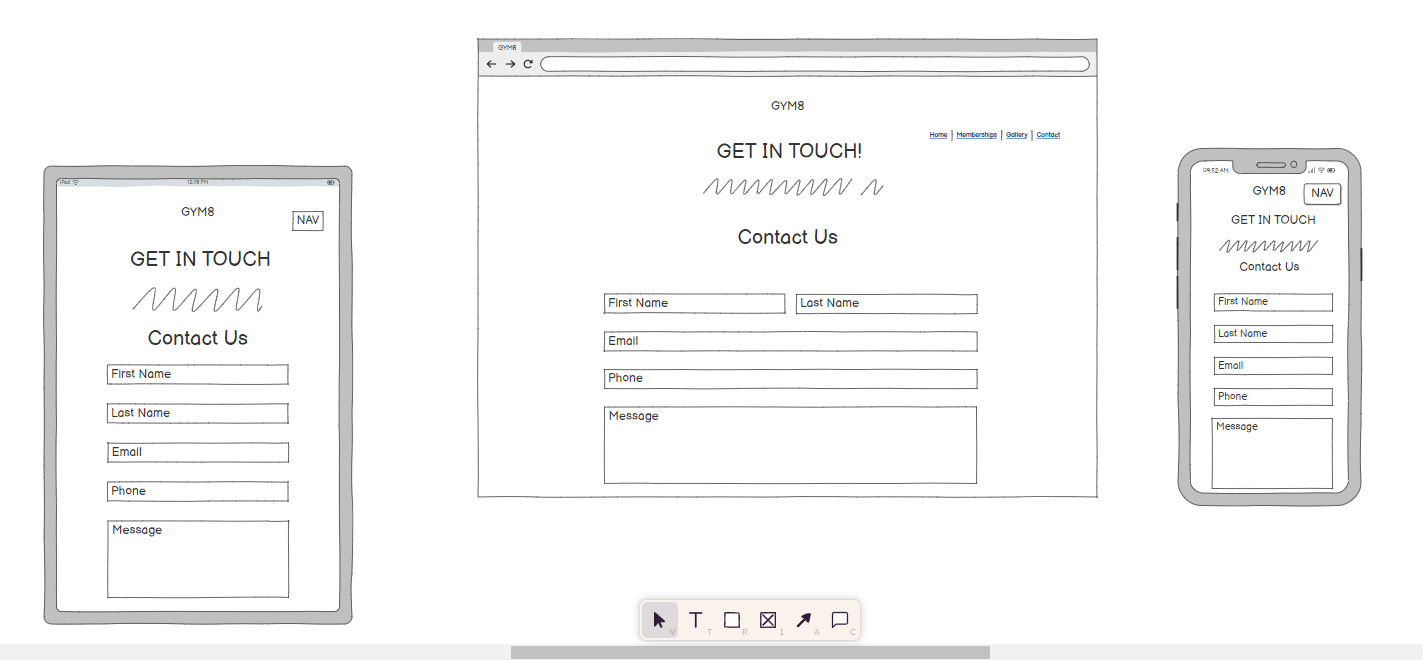 iPod
12:08 PM
GYM8
NAV
GET IN TOUCH
Contact Us
First Name
Last Name
Email
Phone
Message
GYM8
GYM8
Home | Memberships | Gallery | Contact
GET IN TOUCH!
Contact Us
First Name
Last Name
Email
Phone
Message
09:52 AM
GYM8
NAV
GET IN TOUCH
Contact Us
First Name
Last Name
Email
Phone
Message
V
T
R
I
A
C